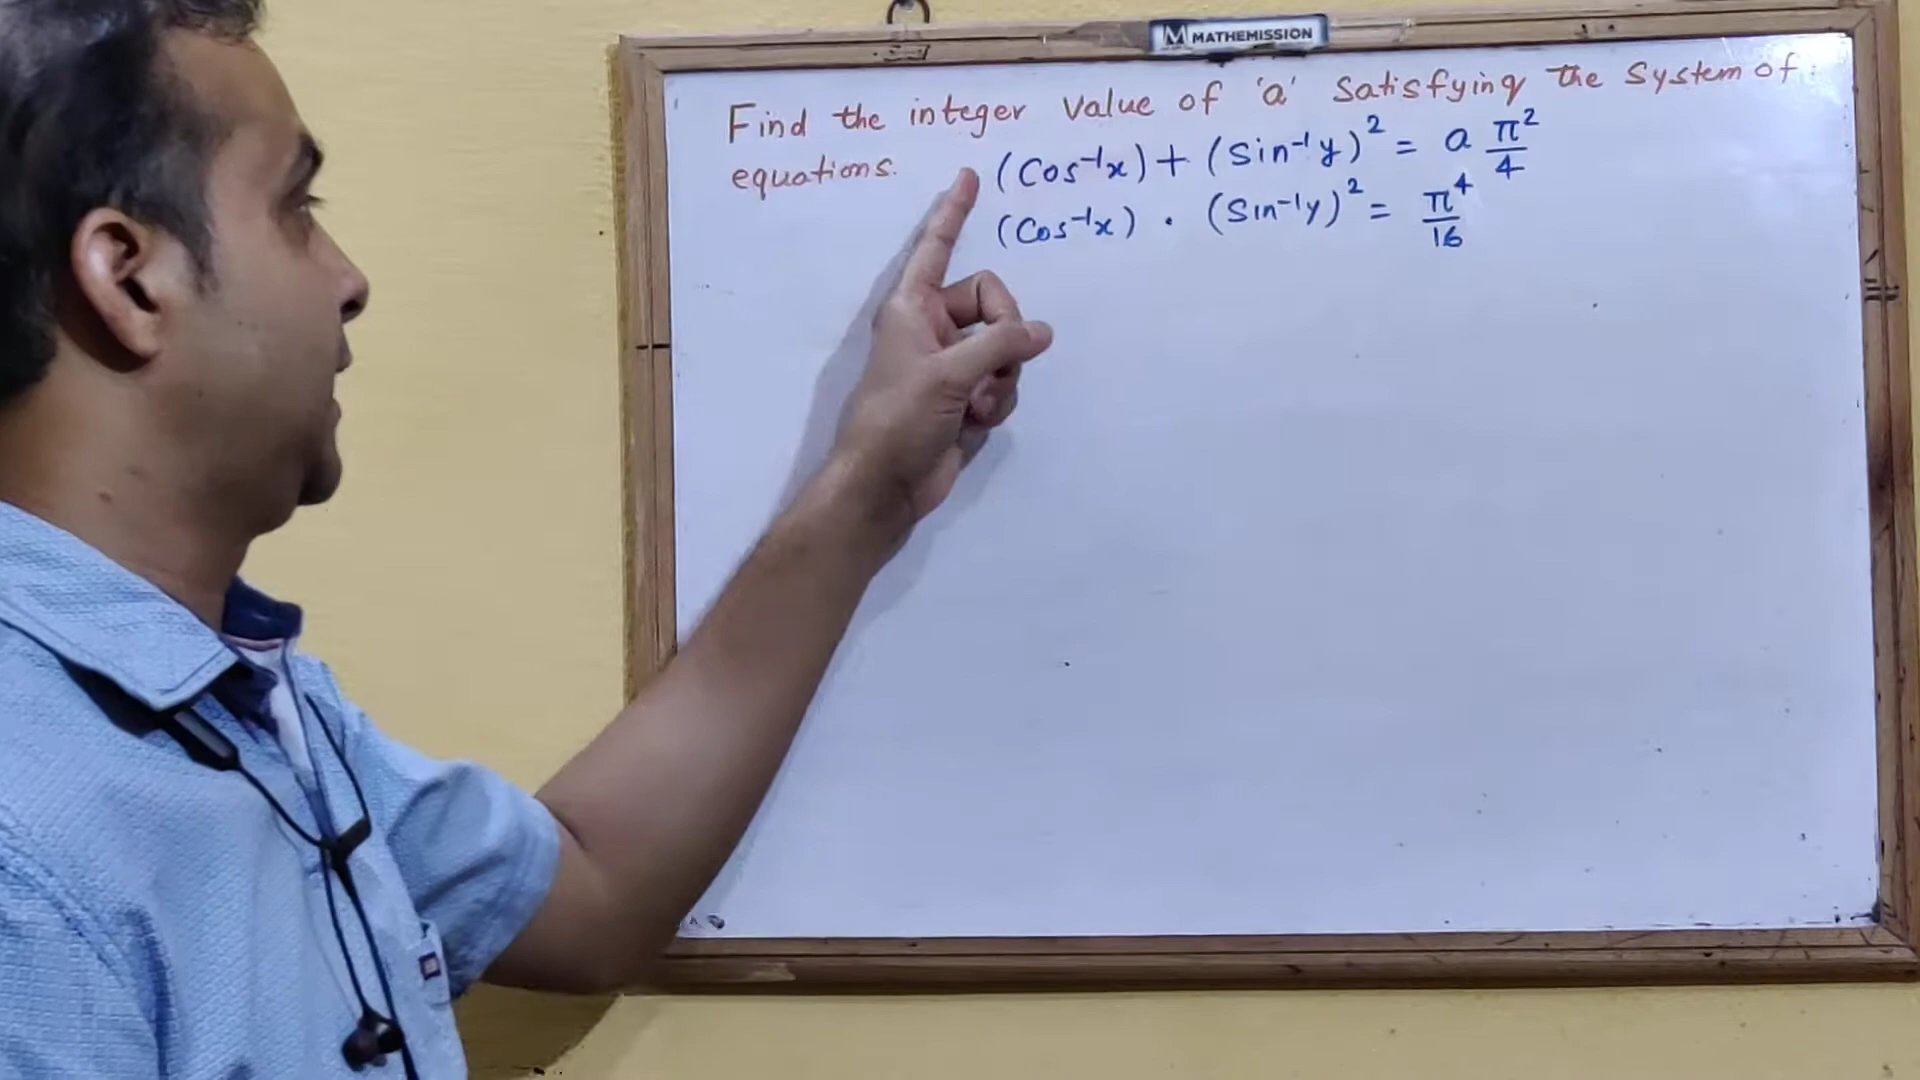 M MATHEMISSION
Find the integer value of 'a' satisfying the system of
equations. (Cos⁻¹x) + (Sin⁻¹y)² = a π²/4
(Cos⁻¹x) · (Sin⁻¹y)² = π⁴/16